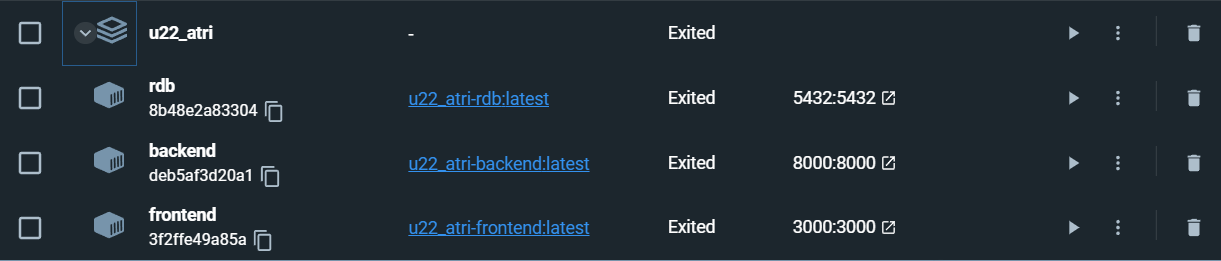 u22_atri - Exited
rdb
8b48e2a83304 u22_atri-rdb:latest Exited 5432:5432
backend
deb5af3d20a1 u22_atri-backend:latest Exited 8000:8000
frontend
3f2ffe49a85a u22_atri-frontend:latest Exited 3000:3000